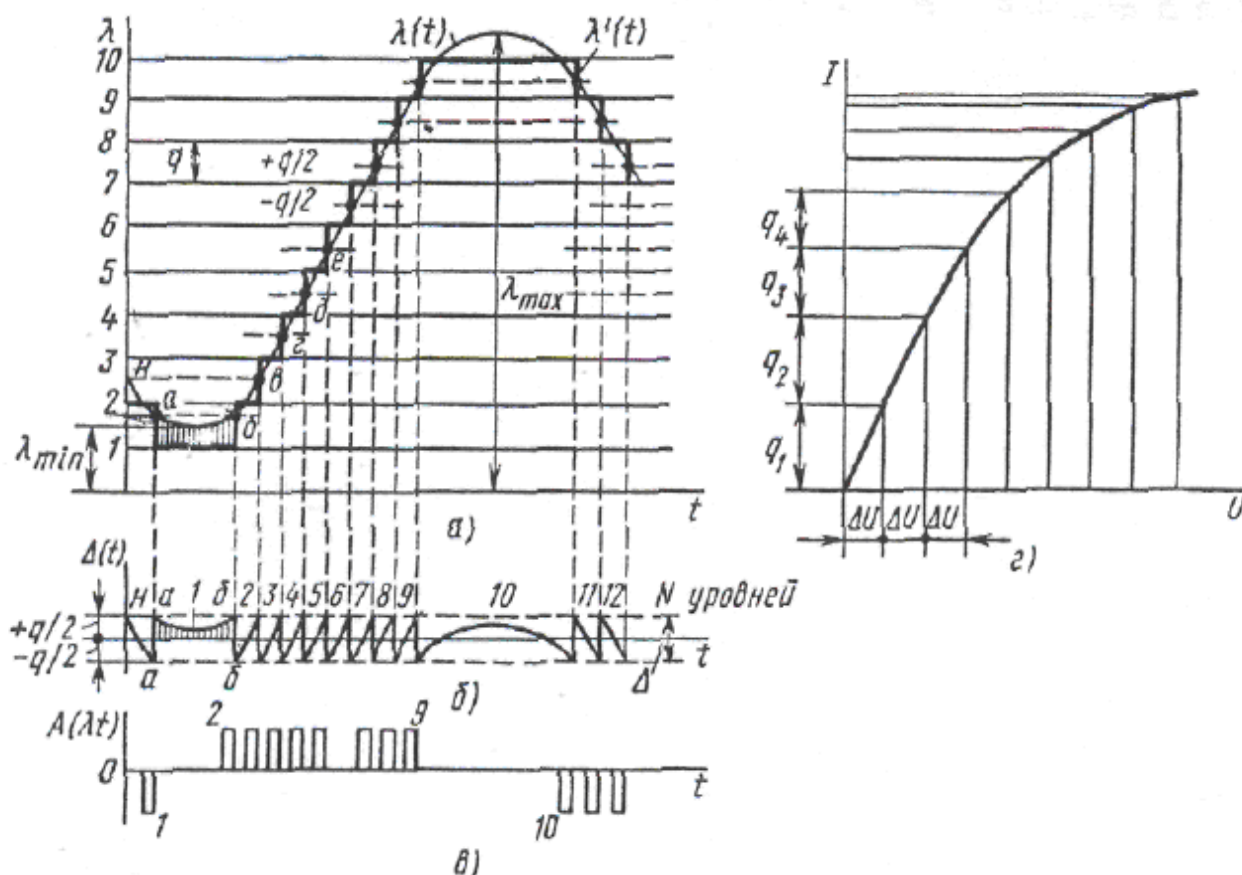 λ
10
9
8
7
6
5
4
3
2
1
λ(t)
λ'(t)
q
+q/2
-q/2
λmax
λmin
н
а
б
в
г
д
е
t
а)
Δ(t)
+q/2
-q/2
н а 1 б 2 3 4 5 6 7 8 9 10 11 12 N уровней
а б
t
Δ
б)
A(λt)
0
2 9
1 10
t
в)
I
q4
q3
q2
q1
ΔU ΔU ΔU
U
г)